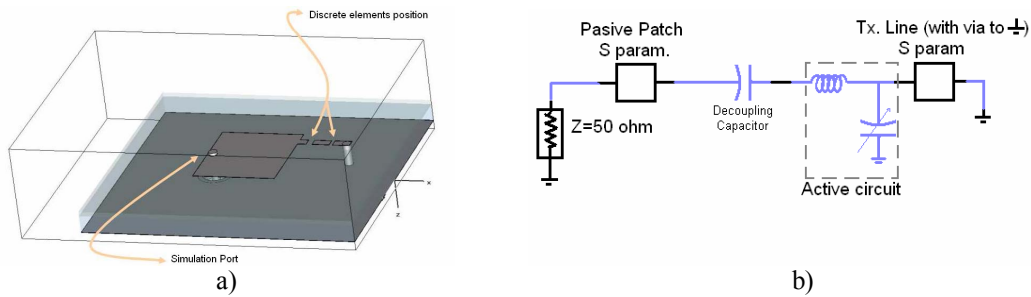 Discrete elements position
x
z
Simulation Port
a)
Pasive Patch
S param.
Tx. Line (with via to
)
S param
Z=50 ohm
Decoupling
Capacitor
Active circuit
b)